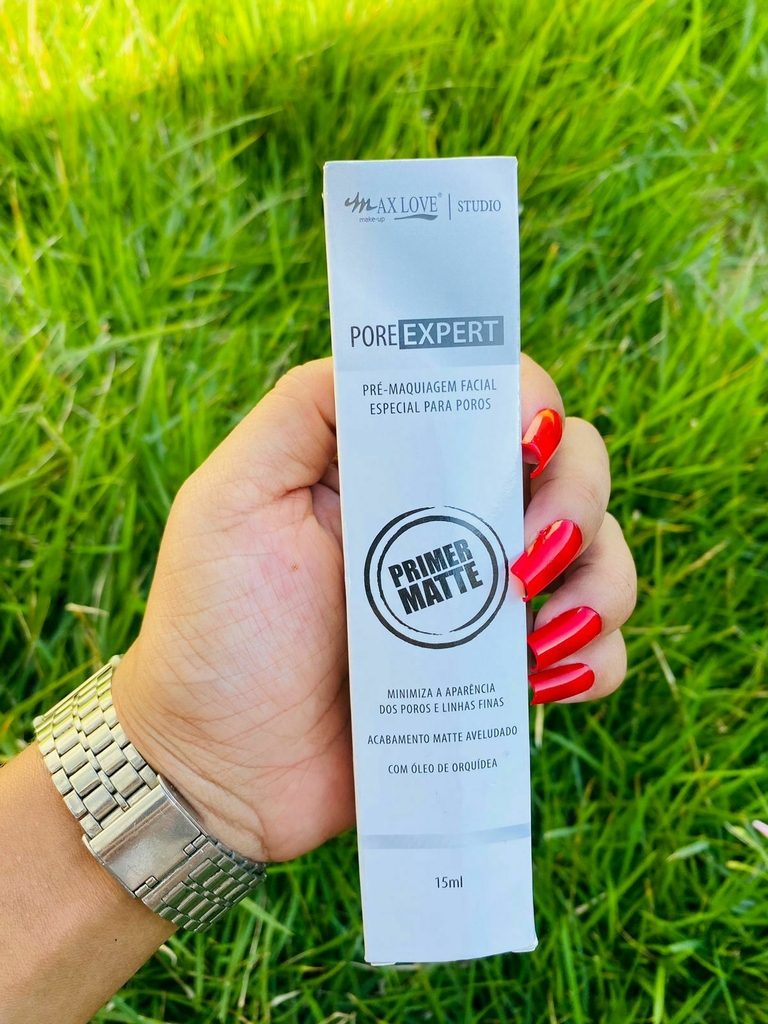 MAX LOVE® | STUDIO
make-up
PORE EXPERT
PRÉ-MAQUIAGEM FACIAL
ESPECIAL PARA POROS
PRIMER
MATTE
MINIMIZA A APARÊNCIA
DOS POROS E LINHAS FINAS
ACABAMENTO MATTE AVELUDADO
COM ÓLEO DE ORQUÍDEA
15ml